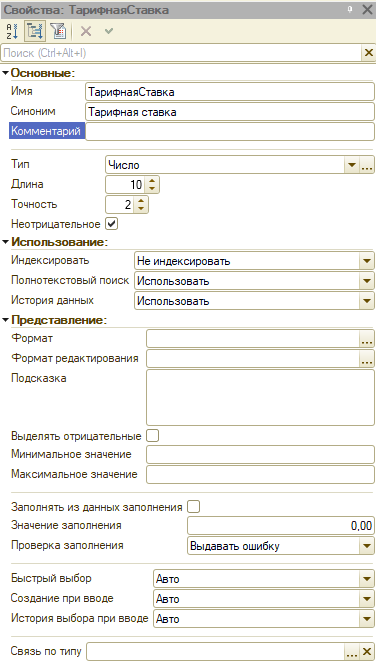 Свойства: ТарифнаяСтавка
Поиск (Ctrl+Alt+I)
Основные:
Имя ТарифнаяСтавка
Синоним Тарифная ставка
Комментарий
Тип Число
Длина 10
Точность 2
Неотрицательное
Использование:
Индексировать Не индексировать
Полнотекстовый поиск Использовать
История данных Использовать
Представление:
Формат
Формат редактирования
Подсказка
Выделять отрицательные
Минимальное значение
Максимальное значение
Заполнять из данных заполнения
Значение заполнения 0,00
Проверка заполнения Выдавать ошибку
Быстрый выбор Авто
Создание при вводе Авто
История выбора при вводе Авто
Связь по типу